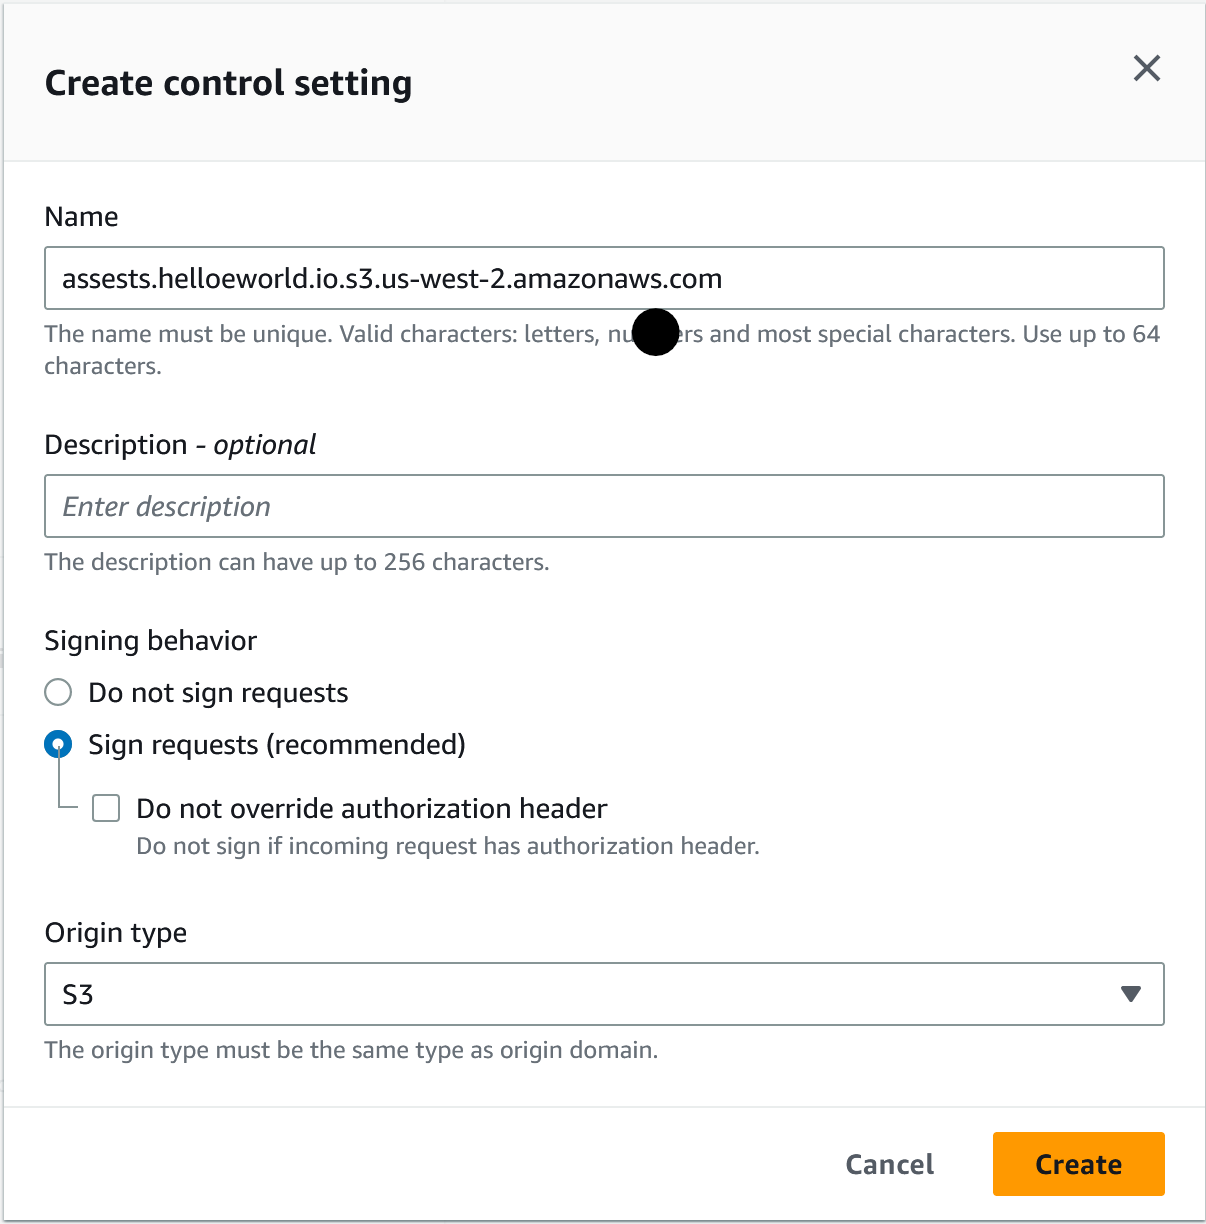 Create control setting
Name
assests.helloeworld.io.s3.us-west-2.amazonaws.com
The name must be unique. Valid characters: letters, and most special characters. Use up to 64
characters.
Description - optional
Enter description
The description can have up to 256 characters.
Signing behavior
Do not sign requests
Sign requests (recommended)
Do not override authorization header
Do not sign if incoming request has authorization header.
Origin type
S3
The origin type must be the same type as origin domain.
Cancel
Create